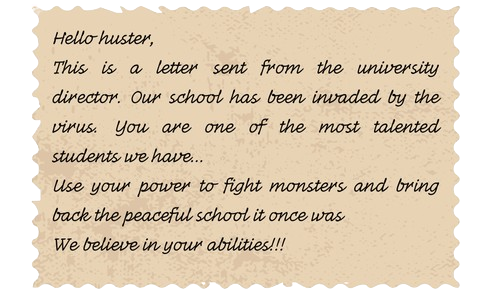 Hello huster,
This is a letter sent from the university
director. Our school has been invaded by the
virus. You are one of the most talented
students we have...
Use your power to fight monsters and bring
back the peaceful school it once was
We believe in your abilities!!!